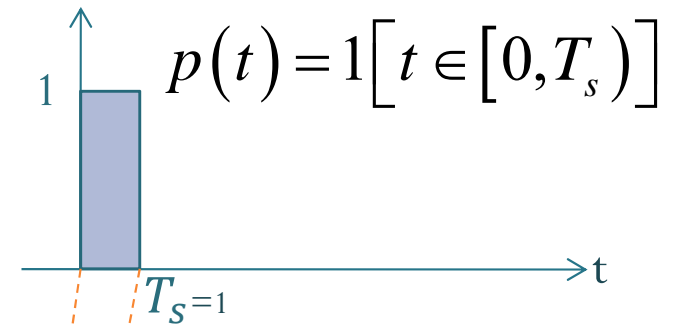 p(t) = 1[t ∈ [0, T_s)]
1
t
T_s=1